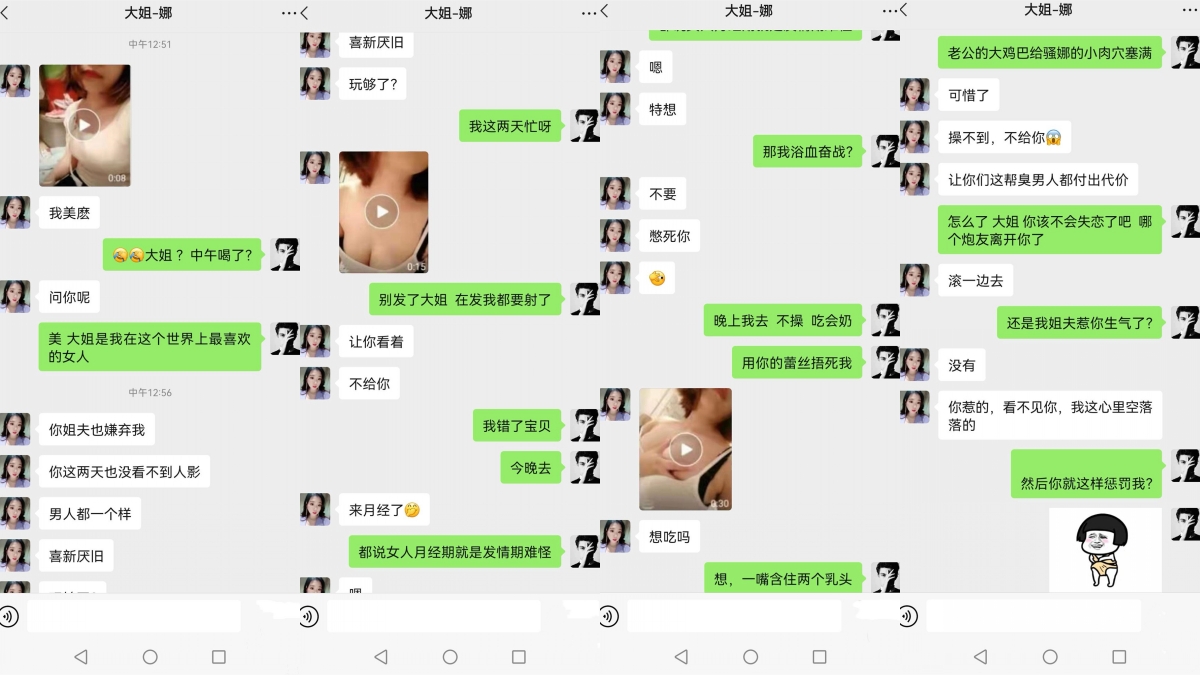 大姐-娜
中午12:51
0:08
我美麽
大姐？中午喝了？
问你呢
美 大姐是我在这个世界上最喜欢
的女人
中午12:56
你姐夫也嫌弃我
你这两天也没看不到人影
男人都一个样
喜新厌旧
大姐-娜
喜新厌旧
玩够了？
我这两天忙呀
0:15
别发了大姐 在发我都要射了
让你看着
不给你
我错了宝贝
今晚去
来月经了
都说女人月经期就是发情期难怪
嗯
大姐-娜
嗯
特想
那我浴血奋战？
不要
憋死你
晚上我去 不操 吃会奶
用你的蕾丝捂死我
0:30
想吃吗
想，一嘴含住两个乳头
大姐-娜
老公的大鸡巴给骚娜的小肉穴塞满
可惜了
操不到，不给你
让你们这帮臭男人都付出代价
怎么了 大姐 你该不会失恋了吧 哪
个炮友离开你了
滚一边去
还是我姐夫惹你生气了？
没有
你惹的，看不见你，我这心里空落
落的
然后你就这样惩罚我？